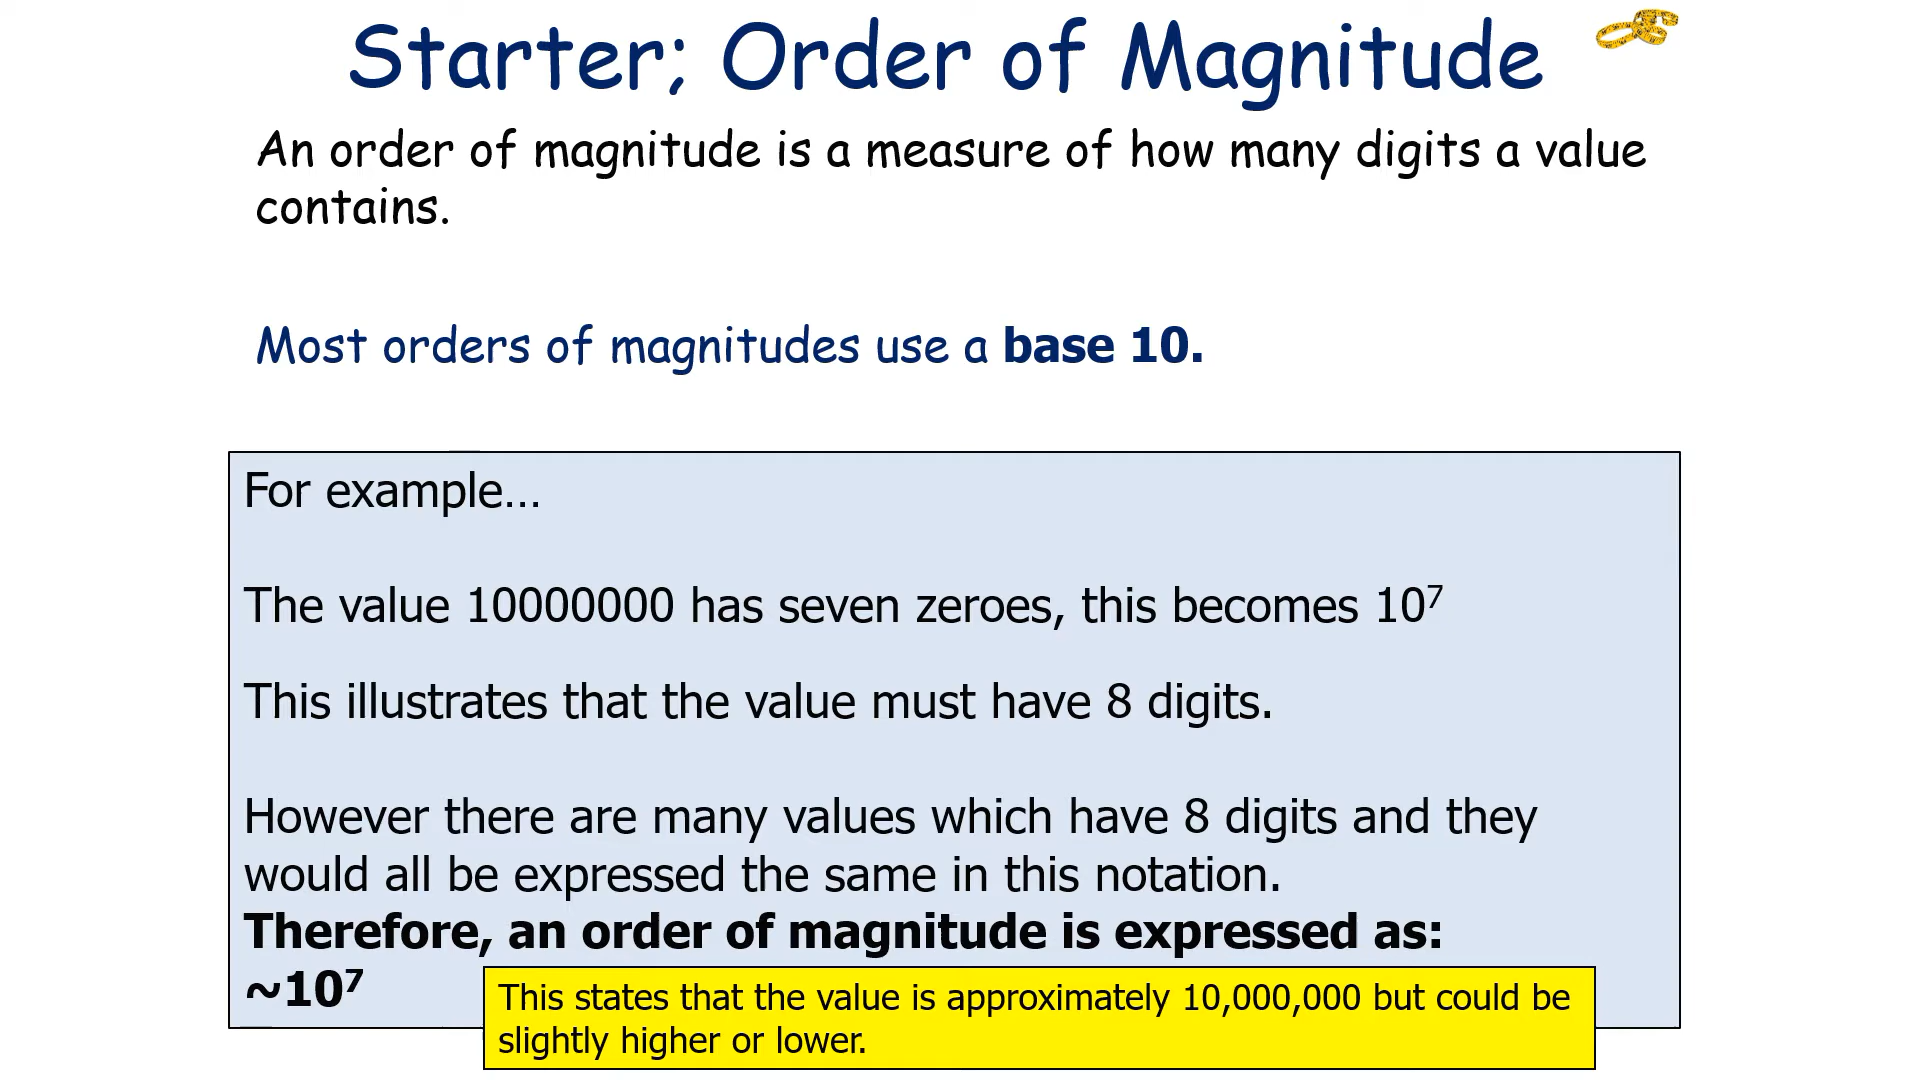 Starter; Order of Magnitude
An order of magnitude is a measure of how many digits a value
contains.
Most orders of magnitudes use a base 10.
For example...
The value 10000000 has seven zeroes, this becomes 10⁷
This illustrates that the value must have 8 digits.
However there are many values which have 8 digits and they
would all be expressed the same in this notation.
Therefore, an order of magnitude is expressed as:
~10⁷
This states that the value is approximately 10,000,000 but could be
slightly higher or lower.